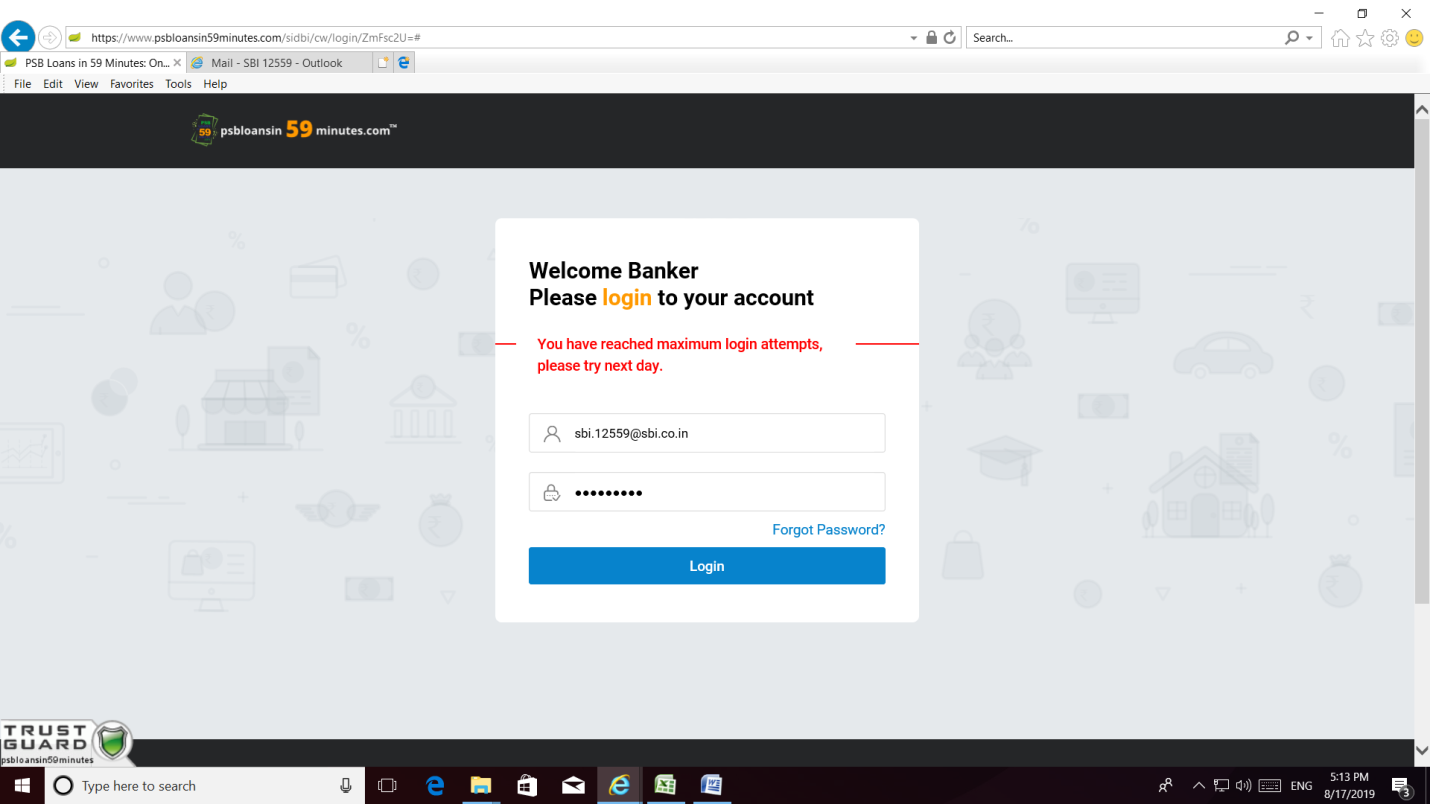 https://www.psbloansin59minutes.com/sidbi/cw/login/ZmFsc2U=#
Search...
PSB Loans in 59 Minutes: On...
Mail - SBI 12559 - Outlook
File Edit View Favorites Tools Help
PSB
59
psbloansin 59 minutes.com™
Welcome Banker
Please login to your account
You have reached maximum login attempts,
please try next day.
sbi.12559@sbi.co.in
Forgot Password?
Login
TRUST
GUARD
psbloansin59minutes
Type here to search
ENG
5:13 PM
8/17/2019
3